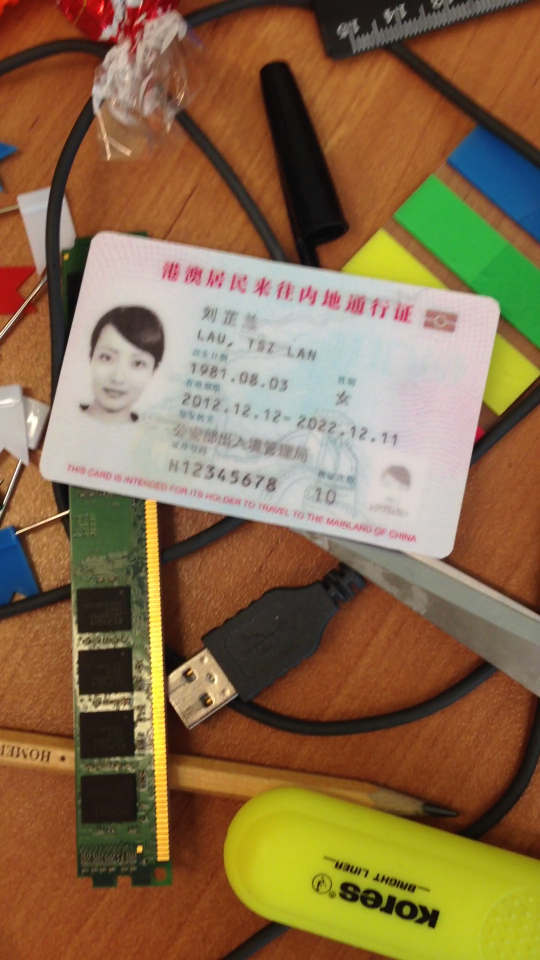 16 14 12
港澳居民来往内地通行证
刘芷兰
LAU, TSZ LAN
出生日期 性别
1981.08.03 女
有效期限
2012.12.12-2022.12.11
签发机关
公安部出入境管理局
证件号码 换证次数
H12345678 10
THIS CARD IS INTENDED FOR ITS HOLDER TO TRAVEL TO THE MAINLAND OF CHINA
Kores®
BRIGHT LINER